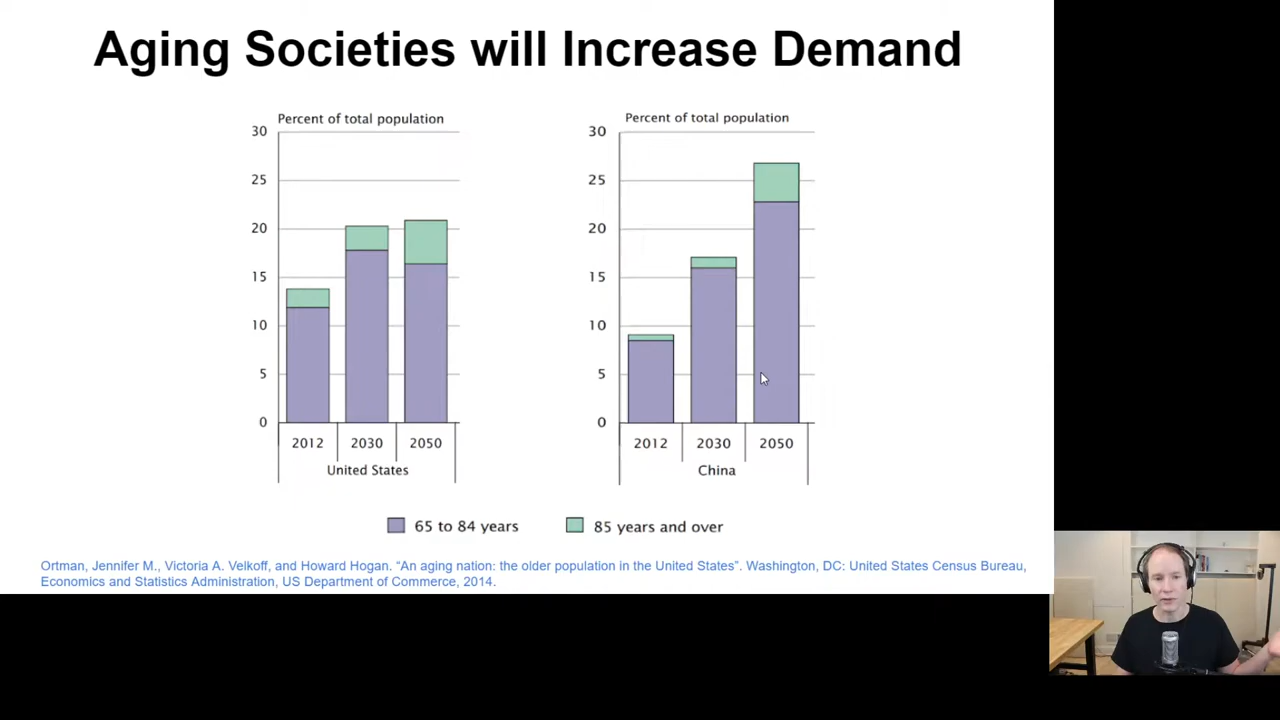 Aging Societies will Increase Demand
Percent of total population
30
25
20
15
10
5
0
2012 2030 2050
United States
Percent of total population
30
25
20
15
10
5
0
2012 2030 2050
China
65 to 84 years
85 years and over
Ortman, Jennifer M., Victoria A. Velkoff, and Howard Hogan. “An aging nation: the older population in the United States”. Washington, DC: United States Census Bureau,
Economics and Statistics Administration, US Department of Commerce, 2014.